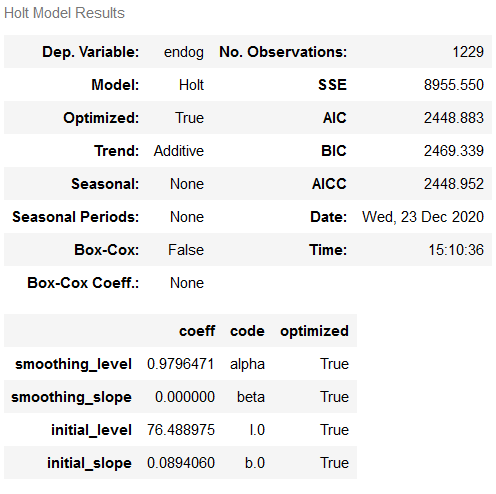 Holt Model Results
Dep. Variable: endog No. Observations: 1229
Model: Holt SSE 8955.550
Optimized: True AIC 2448.883
Trend: Additive BIC 2469.339
Seasonal: None AICC 2448.952
Seasonal Periods: None Date: Wed, 23 Dec 2020
Box-Cox: False Time: 15:10:36
Box-Cox Coeff.: None
coeff code optimized
smoothing_level 0.9796471 alpha True
smoothing_slope 0.000000 beta True
initial_level 76.488975 l.0 True
initial_slope 0.0894060 b.0 True